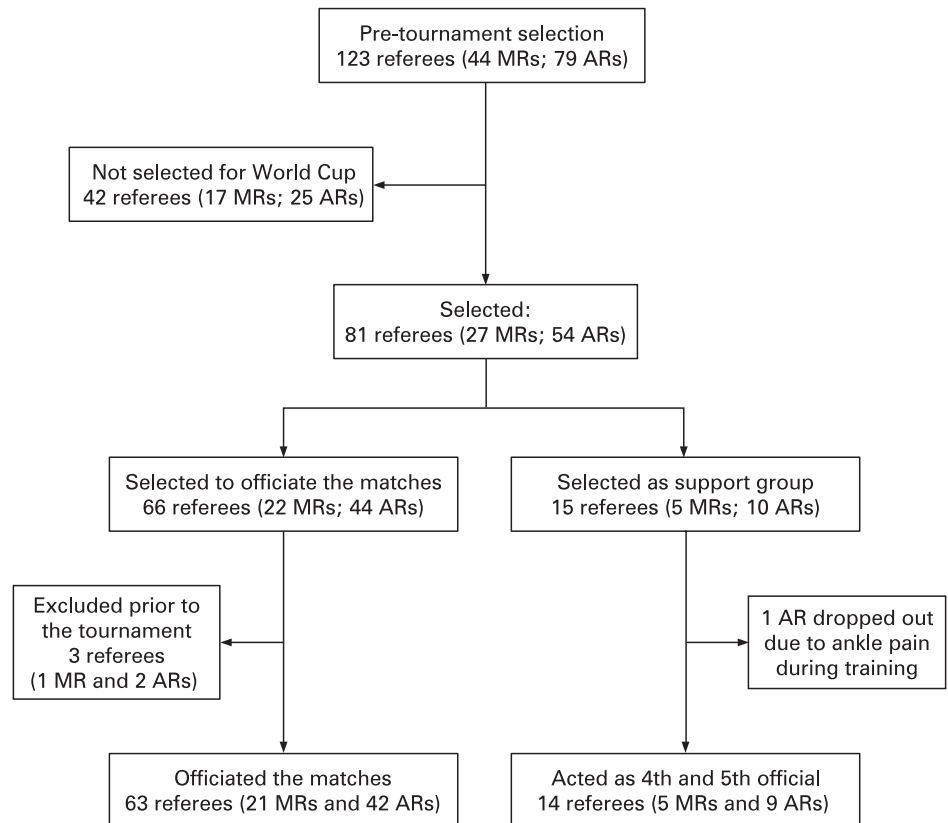 Pre-tournament selection
123 referees (44 MRs; 79 ARs)
Not selected for World Cup
42 referees (17 MRs; 25 ARs)
Selected:
81 referees (27 MRs; 54 ARs)
Selected to officiate the matches
66 referees (22 MRs; 44 ARs)
Selected as support group
15 referees (5 MRs; 10 ARs)
Excluded prior to
the tournament
3 referees
(1 MR and 2 ARs)
1 AR dropped out
due to ankle pain
during training
Officiated the matches
63 referees (21 MRs and 42 ARs)
Acted as 4th and 5th official
14 referees (5 MRs and 9 ARs)